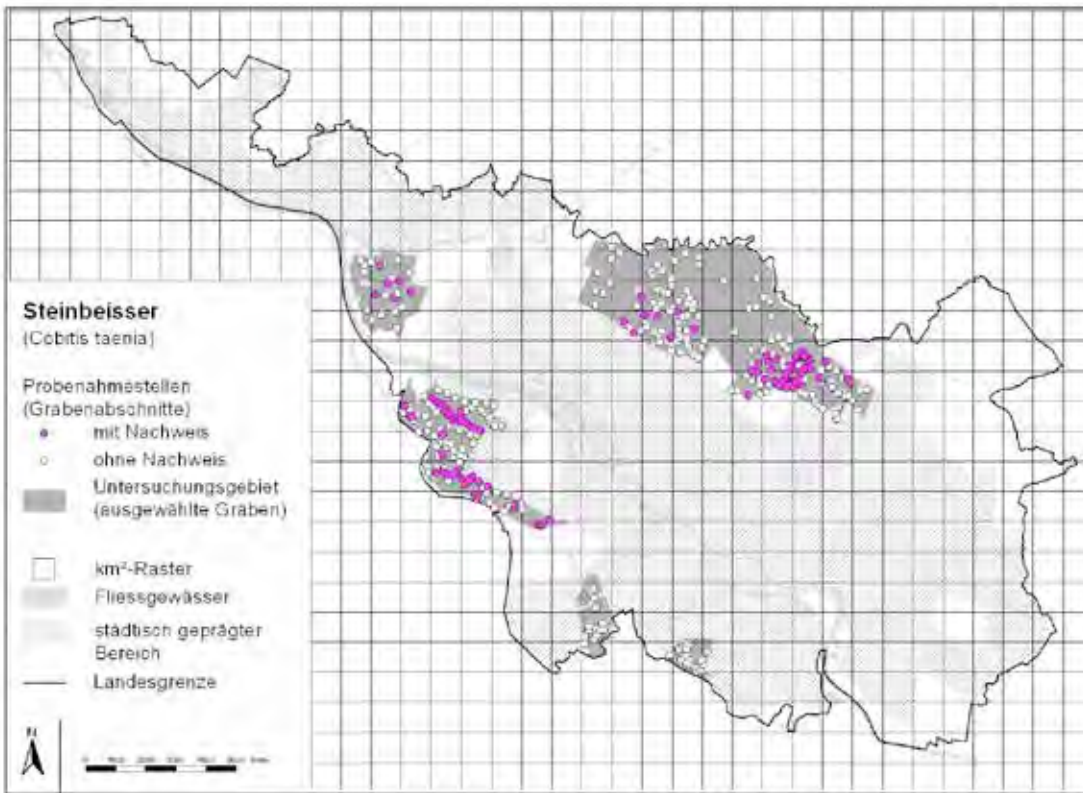 Steinbeisser
(Cobitis taenia)
Probenahmestellen
(Grabenabschnitte)
mit Nachweis
ohne Nachweis
Untersuchungsgebiet
(ausgewählte Gräben)
km²-Raster
Fliessgewässer
städtisch geprägter
Bereich
Landesgrenze
N
0